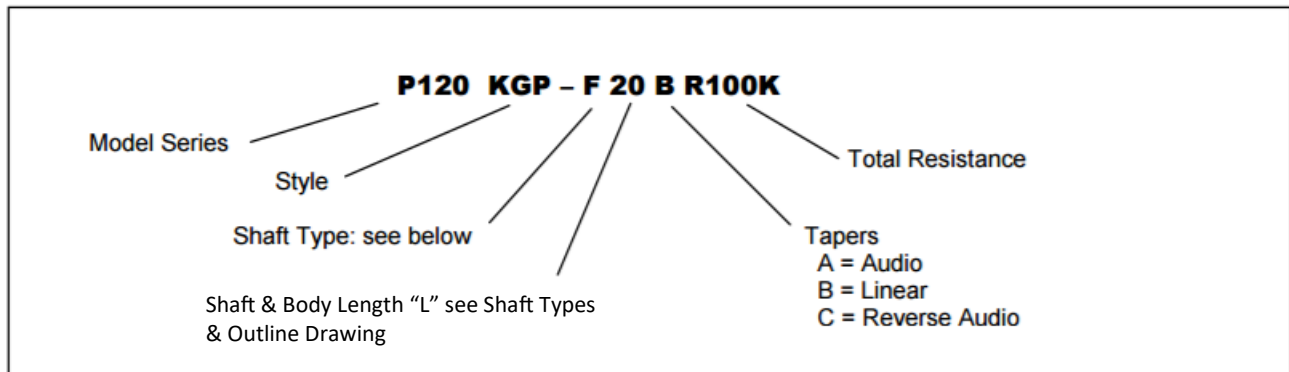 P120 KGP – F 20 B R100K
Model Series
Total Resistance
Style
Shaft Type: see below
Tapers
A = Audio
B = Linear
C = Reverse Audio
Shaft & Body Length “L” see Shaft Types
& Outline Drawing